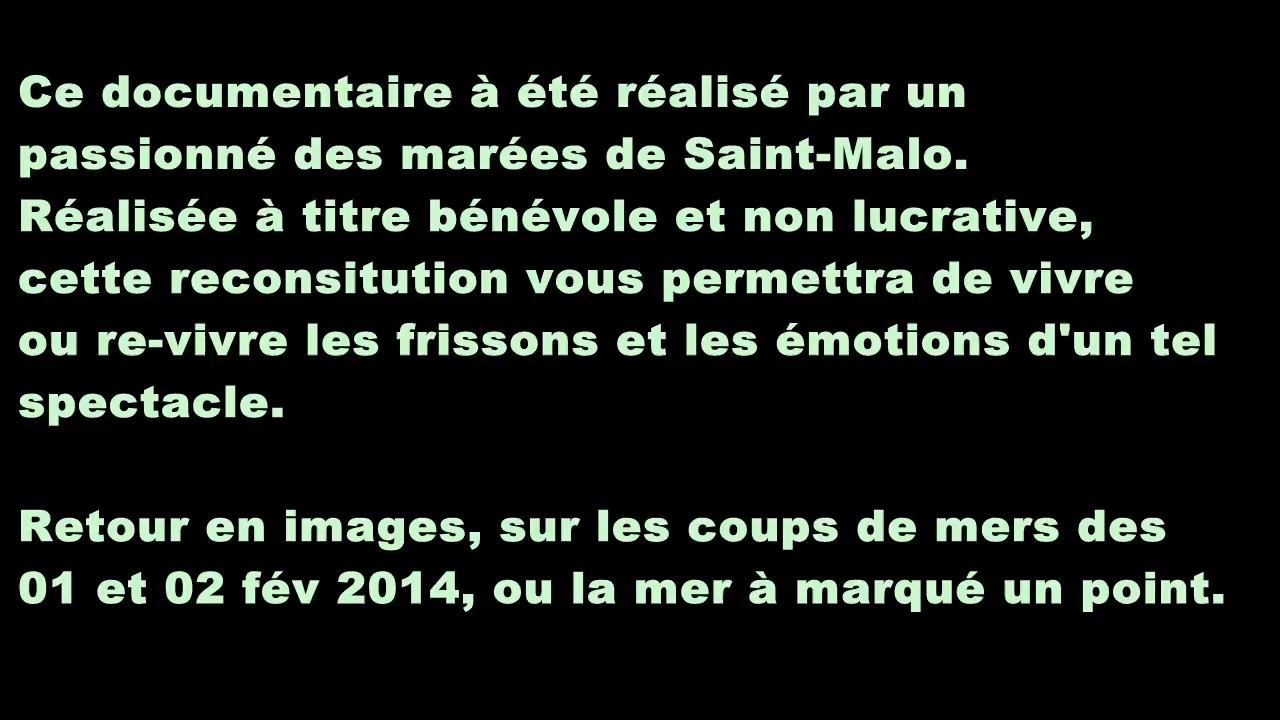 Ce documentaire à été réalisé par un
passionné des marées de Saint-Malo.
Réalisée à titre bénévole et non lucrative,
cette reconsitution vous permettra de vivre
ou re-vivre les frissons et les émotions d'un tel
spectacle.
Retour en images, sur les coups de mers des
01 et 02 fév 2014, ou la mer à marqué un point.